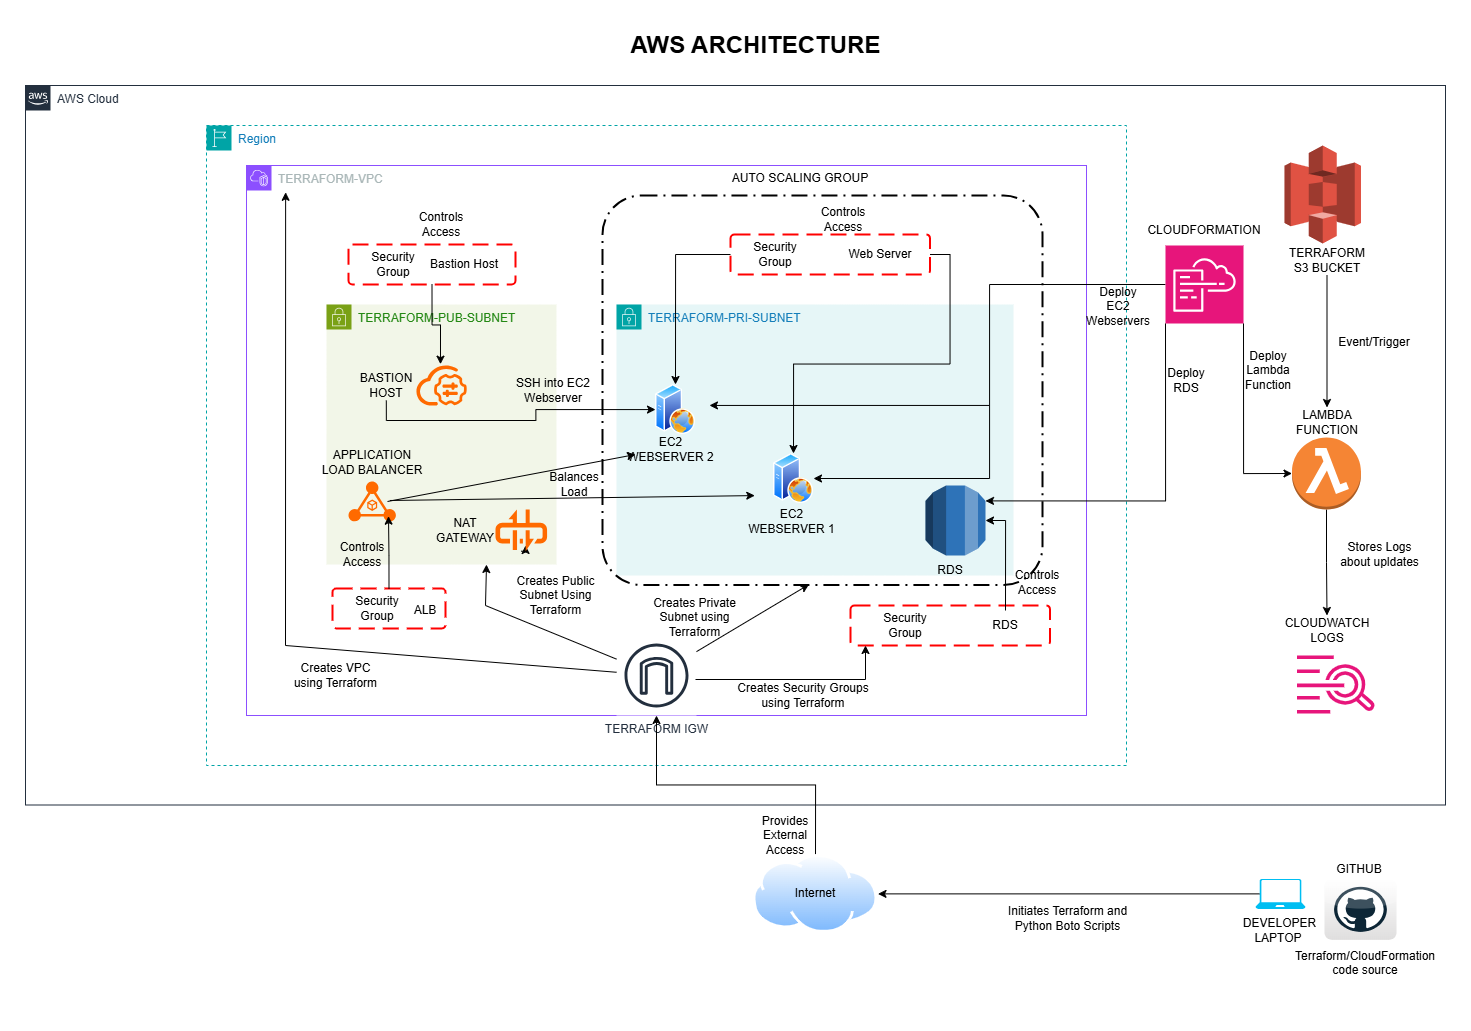 AWS ARCHITECTURE
aws
AWS Cloud
Region
TERRAFORM-VPC
AUTO SCALING GROUP
Controls
Access
Security
Group
Bastion Host
Controls
Access
Security
Group
Web Server
CLOUDFORMATION
TERRAFORM
S3 BUCKET
Deploy
EC2
Webservers
TERRAFORM-PUB-SUBNET
TERRAFORM-PRI-SUBNET
Event/Trigger
Deploy
RDS
Deploy
Lambda
Function
BASTION
HOST
SSH into EC2
Webserver
LAMBDA
FUNCTION
EC2
WEBSERVER 2
APPLICATION
LOAD BALANCER
Balances
Load
EC2
WEBSERVER 1
NAT
GATEWAY
Controls
Access
RDS
Stores Logs
about upldates
Security
Group
ALB
Creates Public
Subnet Using
Terraform
Creates Private
Subnet using
Terraform
Controls
Access
Security
Group
RDS
CLOUDWATCH
LOGS
Creates VPC
using Terraform
Creates Security Groups
using Terraform
TERRAFORM IGW
Provides
External
Access
Internet
Initiates Terraform and
Python Boto Scripts
DEVELOPER
LAPTOP
GITHUB
Terraform/CloudFormation
code source